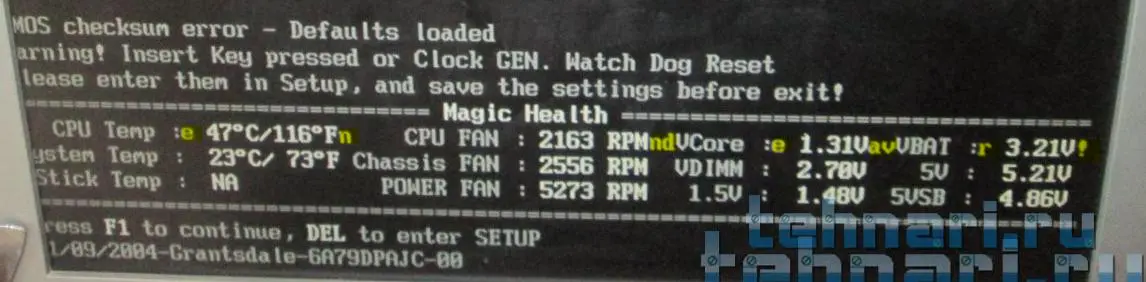 MOS checksum error - Defaults loaded
arning! Insert Key pressed or Clock GEN. Watch Dog Reset
lease enter them in Setup, and save the settings before exit!
Magic Health
CPU Temp :e 47°C/116°Fn CPU FAN : 2163 RPMndVCore :e 1.31VavVBAT :r 3.21V!
ystem Temp : 23°C/ 73°F Chassis FAN : 2556 RPM VDIMM : 2.70V 5V : 5.21V
Stick Temp : NA POWER FAN : 5273 RPM 1.5V : 1.48V 5VSB : 4.86V
ress F1 to continue, DEL to enter SETUP
1/09/2004-Grantsdale-6A79DPAJC-00
tehnari.ru
tehnari.ru